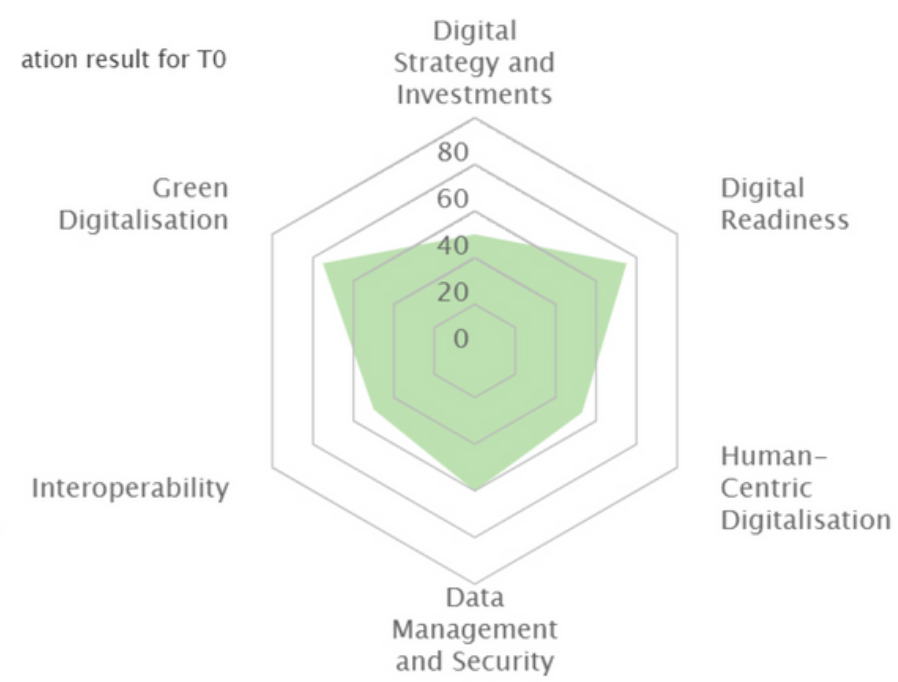 Digital
Strategy and
Investments
ation result for T0
80
60
40
20
0
Green
Digitalisation
Digital
Readiness
Interoperability
Human-
Centric
Digitalisation
Data
Management
and Security